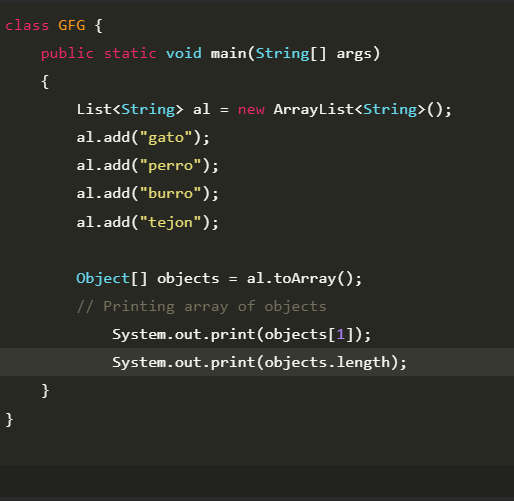 class GFG {
    public static void main(String[] args)
    {
        List<String> al = new ArrayList<String>();
        al.add("gato");
        al.add("perro");
        al.add("burro");
        al.add("tejon");

        Object[] objects = al.toArray();
        // Printing array of objects
            System.out.print(objects[1]);
            System.out.print(objects.length);
    }
}